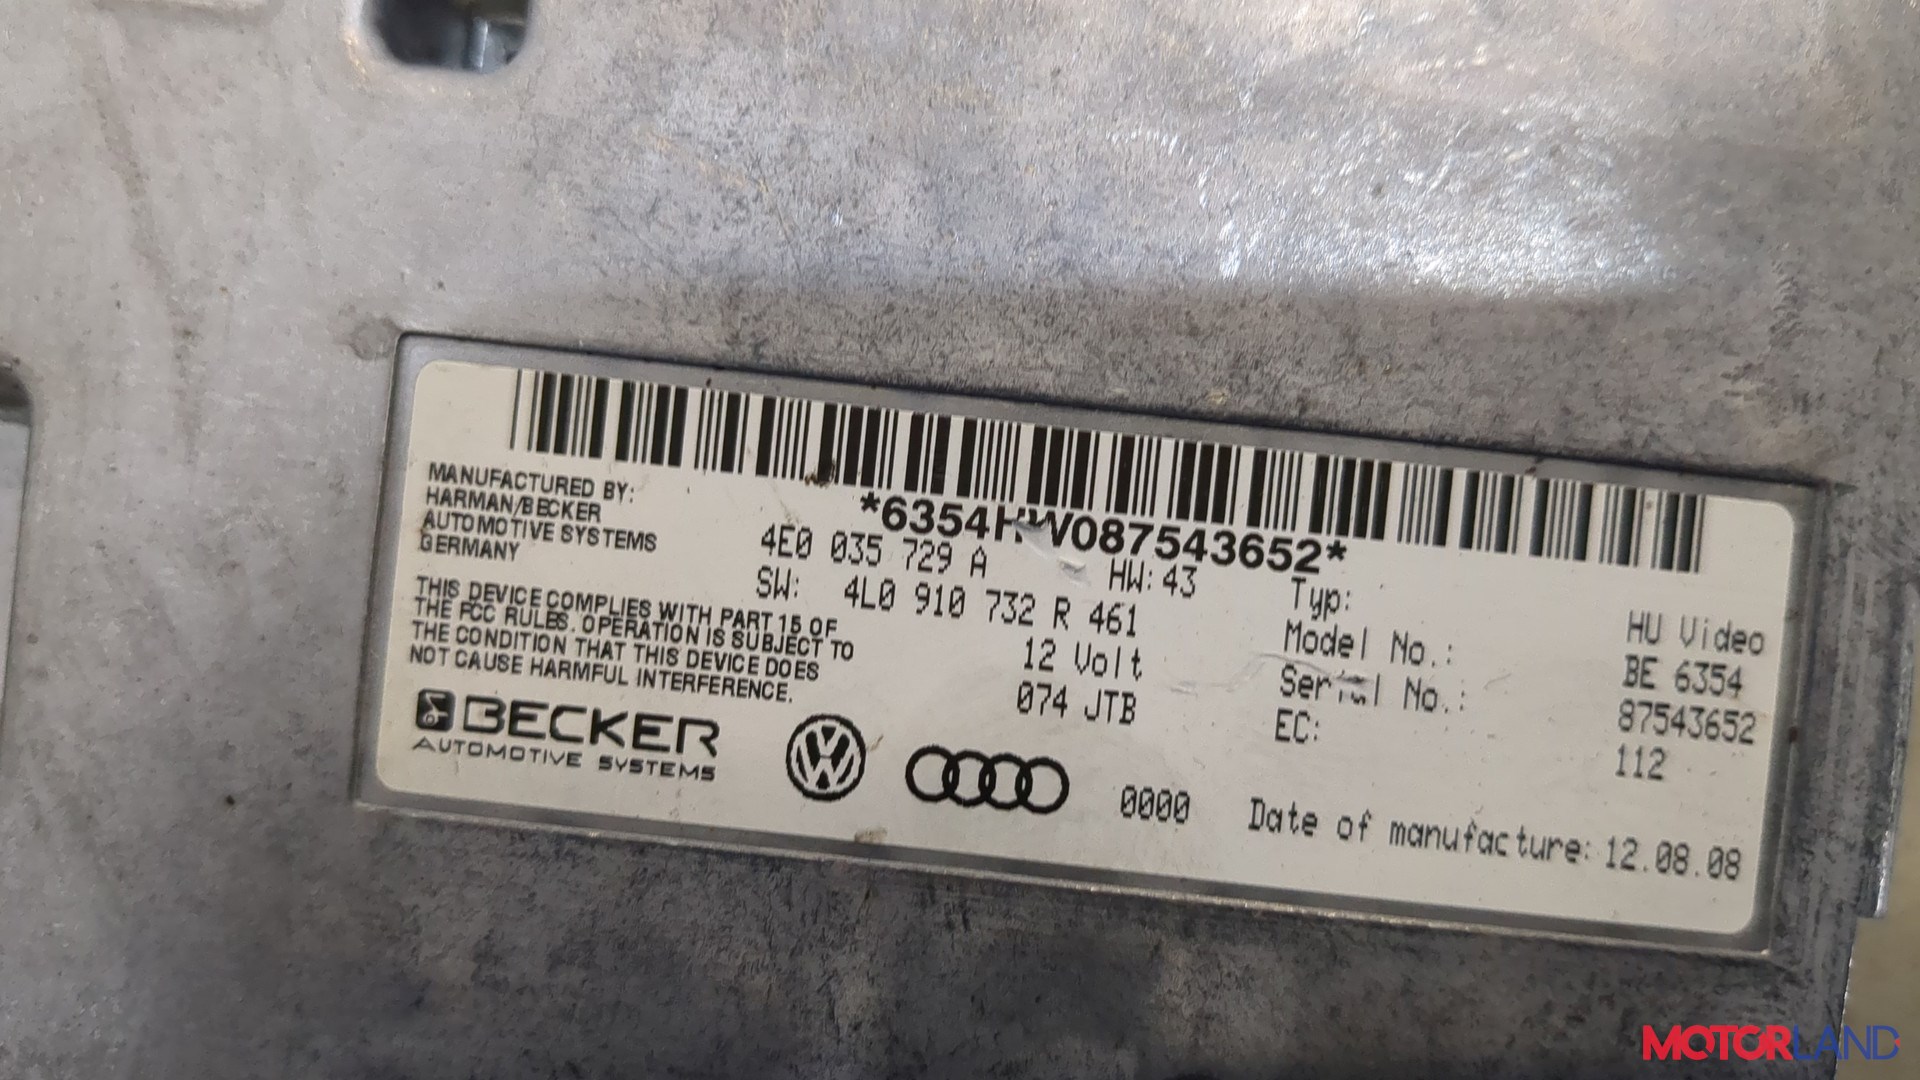 *6354HW087543652*
MANUFACTURED BY:
HARMAN/BECKER
AUTOMOTIVE SYSTEMS
GERMANY
THIS DEVICE COMPLIES WITH PART 15 OF
THE FCC RULES. OPERATION IS SUBJECT TO
THE CONDITION THAT THIS DEVICE DOES
NOT CAUSE HARMFUL INTERFERENCE.
BECKER
AUTOMOTIVE SYSTEMS
4E0 035 729 A HW: 43
SW: 4L0 910 732 R 461
12 Volt
074 JTB
0000
Typ: HU Video
Model No.: BE 6354
Serial No.: 87543652
EC: 112
Date of manufacture: 12.08.08
MOTORLAND